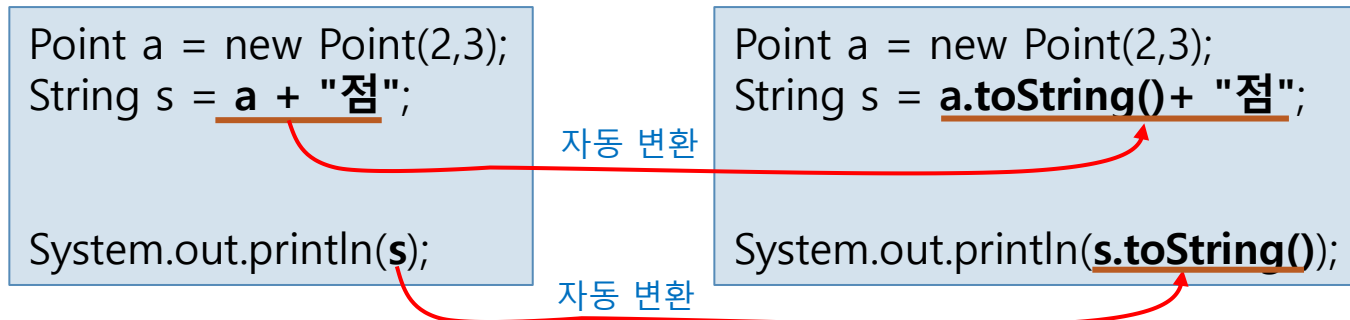 Point a = new Point(2,3);
String s = a + "점";
System.out.println(s);
자동 변환
자동 변환
Point a = new Point(2,3);
String s = a.toString()+ "점";
System.out.println(s.toString());